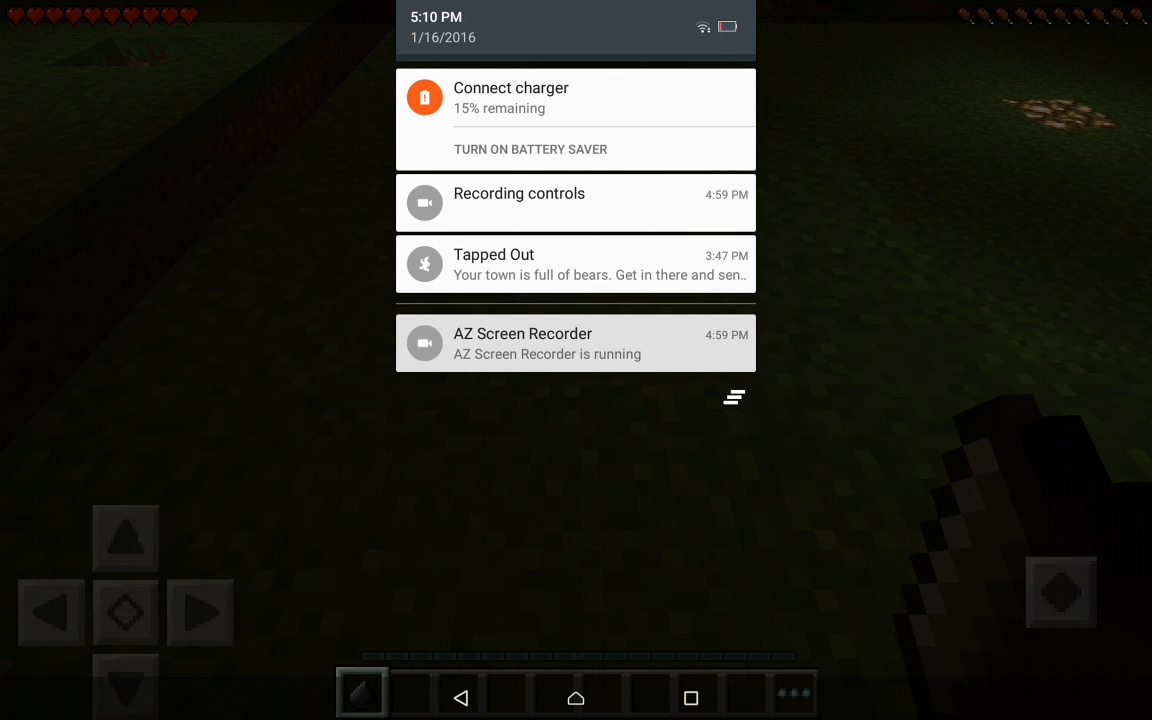 5:10 PM
1/16/2016
Connect charger
15% remaining
TURN ON BATTERY SAVER
Recording controls 4:59 PM
Tapped Out 3:47 PM
Your town is full of bears. Get in there and sen..
AZ Screen Recorder 4:59 PM
AZ Screen Recorder is running